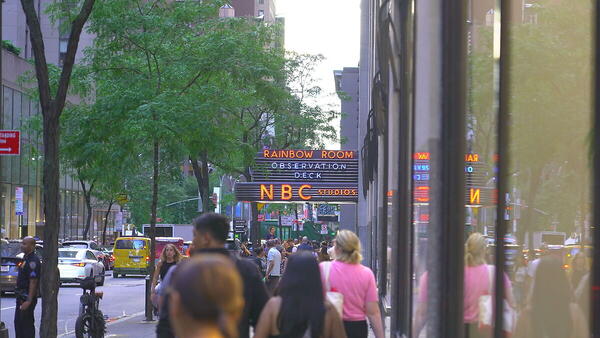 RAINBOW ROOM
OBSERVATION
DECK
NBC STUDIOS